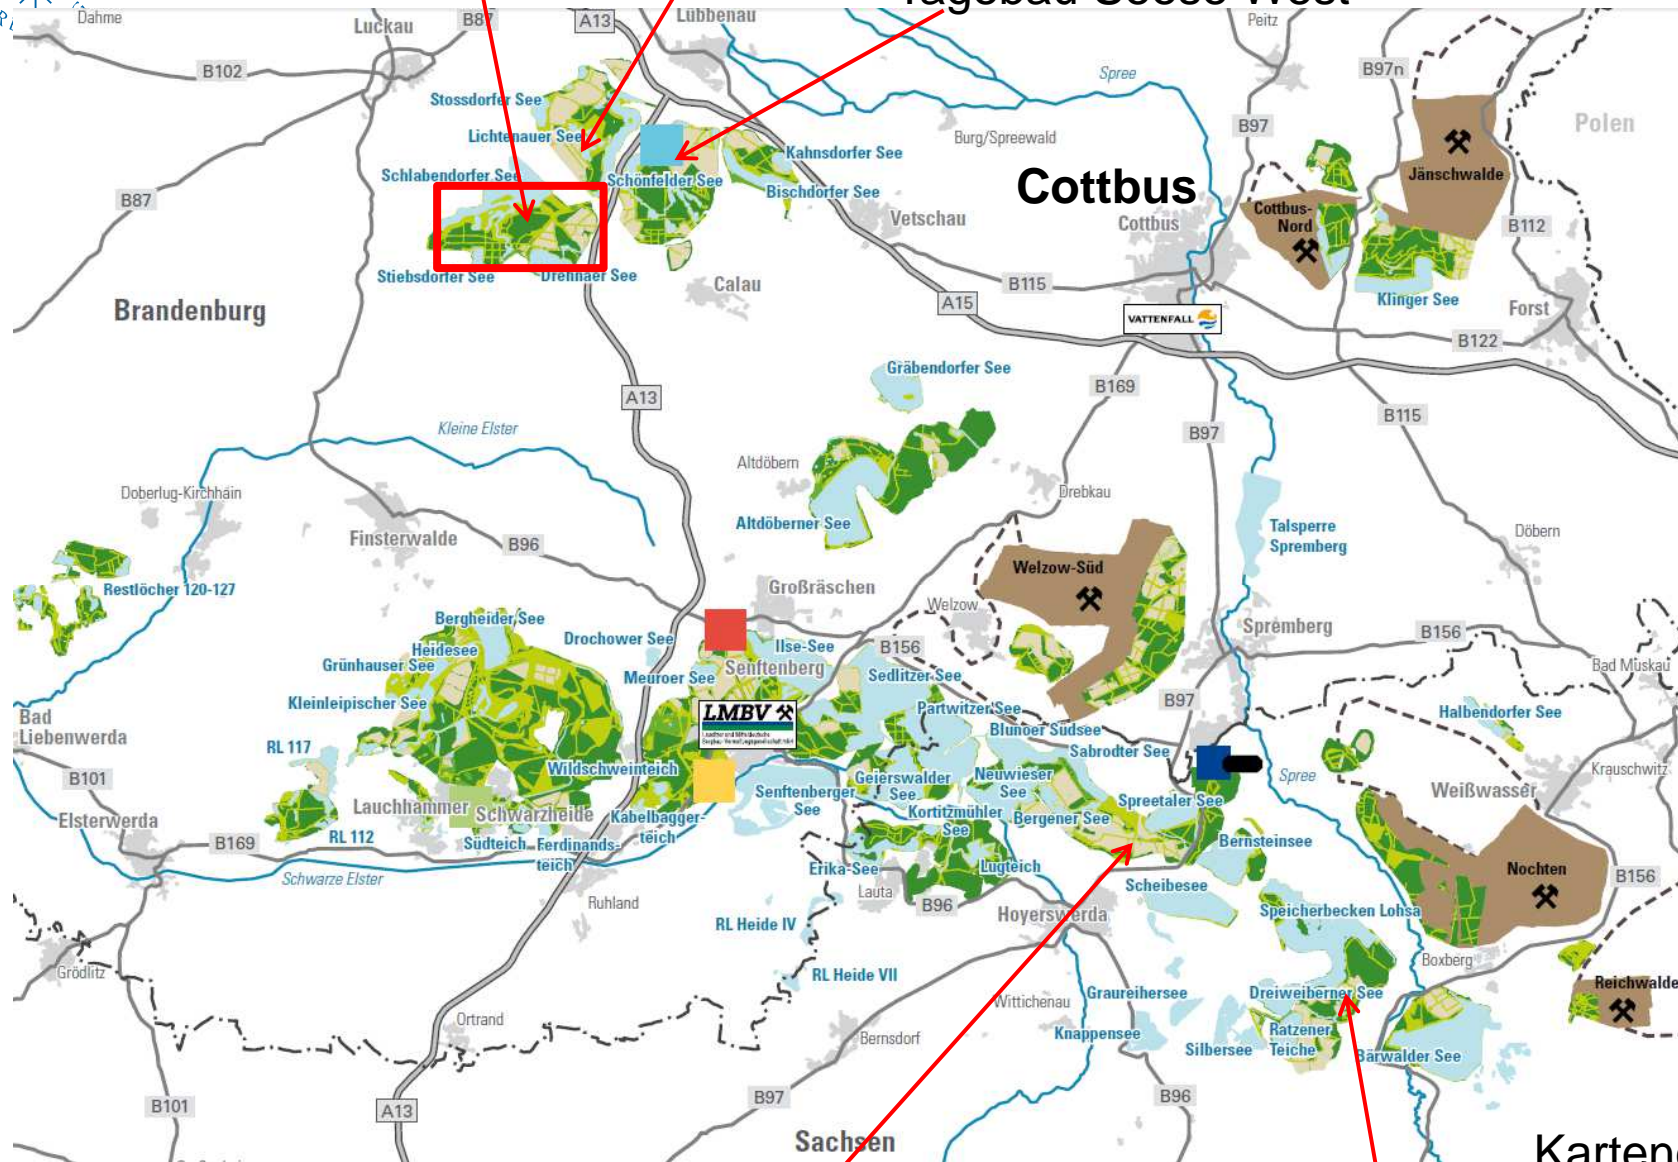 Tagebau Seese-West
Dahme
Luckau
B87
A13
Lübbenau
Peitz
B102
B97n
Spree
Polen
Stossdorfer See
Lichtenauer See
B97
Burg/Spreewald
Kahnsdorfer See
Schlabendorfer See
Schönfelder See
Bischdorfer See
Jänschwalde
Cottbus
B87
Vetschau
Cottbus
Cottbus-
Nord
B112
Stiebsdorfer See
Drehnaer See
Calau
B115
A15
Klinger See
Forst
Brandenburg
VATTENFALL
B122
Gräbendorfer See
B169
A13
B115
Kleine Elster
B97
Altdöbern
Doberlug-Kirchhain
Drebkau
Altdöberner See
Talsperre
Spremberg
Döbern
Finsterwalde
B96
Welzow-Süd
Restlöcher 120-127
Großräschen
Welzow
Bergheider See
Drochower See
Ilse-See
B156
Spremberg
B156
Heidesee
Grünhauser See
Senftenberg
Meuroer See
Sedlitzer See
Bad Muskau
Kleinleipischer See
B97
Partwitzer See
Halbendorfer See
LMBV
Bad
Liebenwerda
Blunoer Südsee
Sabrodter See
RL 117
Wildschweinteich
Geierswalder
See
Neuwieser
See
Spree
Krauschwitz
B101
Senftenberger
See
Weißwasser
Lauchhammer
Schwarzheide
Kabelbagger-
teich
Kortitzmühler
See
Bergener See
Spreetaler See
Elsterwerda
B169
RL 112
Südteich
Ferdinands-
teich
Bernsteinsee
Schwarze Elster
Erika-See
Lugteich
Nochten
B156
Lauta
Scheibesee
Ruhland
B96
Hoyerswerda
Speicherbecken Lohsa
RL Heide IV
Boxberg
Grödlitz
RL Heide VII
Wittichenau
Graureihersee
Dreiweiberner See
Reichwalde
Ortrand
Bernsdorf
Knappensee
Silbersee
Ratzener
Teiche
Bärwalder See
B101
A13
B97
B96
Sachsen